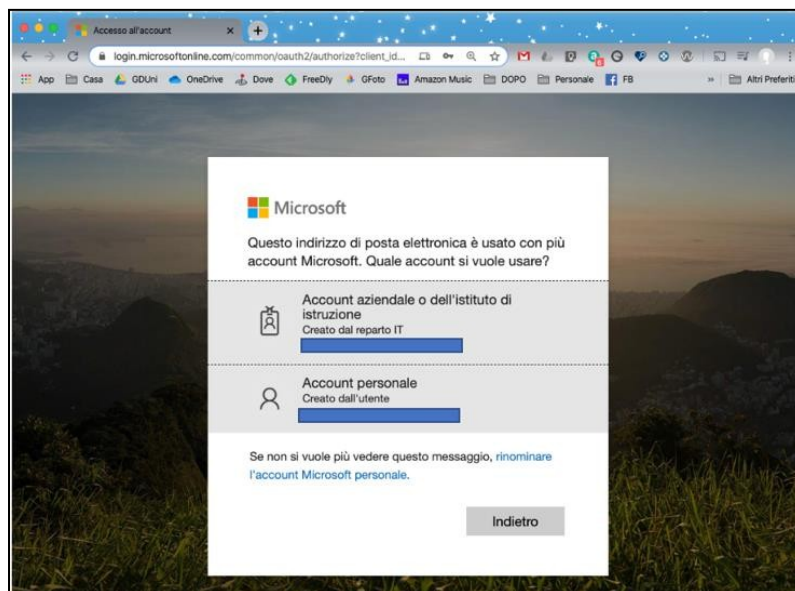 Accesso all'account
login.microsoftonline.com/common/oauth2/authorize?client_id...
App Casa GDUni OneDrive Dove FreeDly GFoto Amazon Music DOPO Personale FB » Altri Preferiti
Microsoft
Questo indirizzo di posta elettronica è usato con più
account Microsoft. Quale account si vuole usare?
Account aziendale o dell'istituto di
istruzione
Creato dal reparto IT
Account personale
Creato dall'utente
Se non si vuole più vedere questo messaggio, rinominare
l'account Microsoft personale.
Indietro